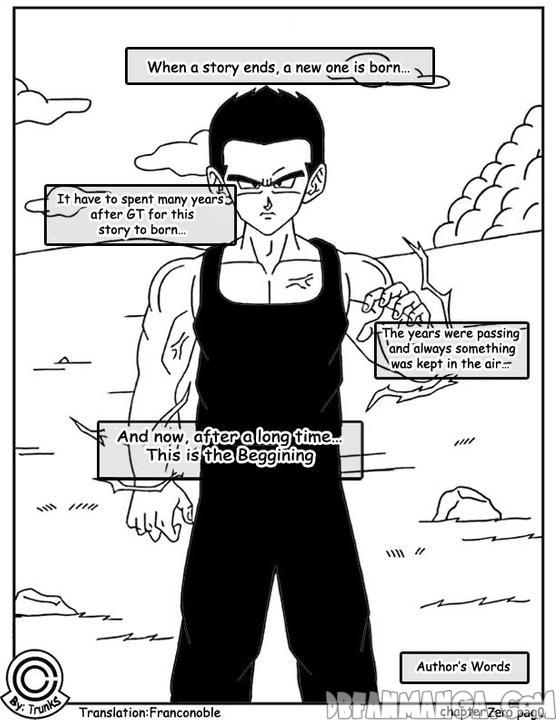 When a story ends, a new one is born...
It have to spent many years
after GT for this
story to born...
The years were passing
and always something
was kept in the air...
And now, after a long time...
This is the Beggining
Author's Words
By: Trunks
Translation:Franconoble
chapter Zero pag0
DBFANMANGA.COM